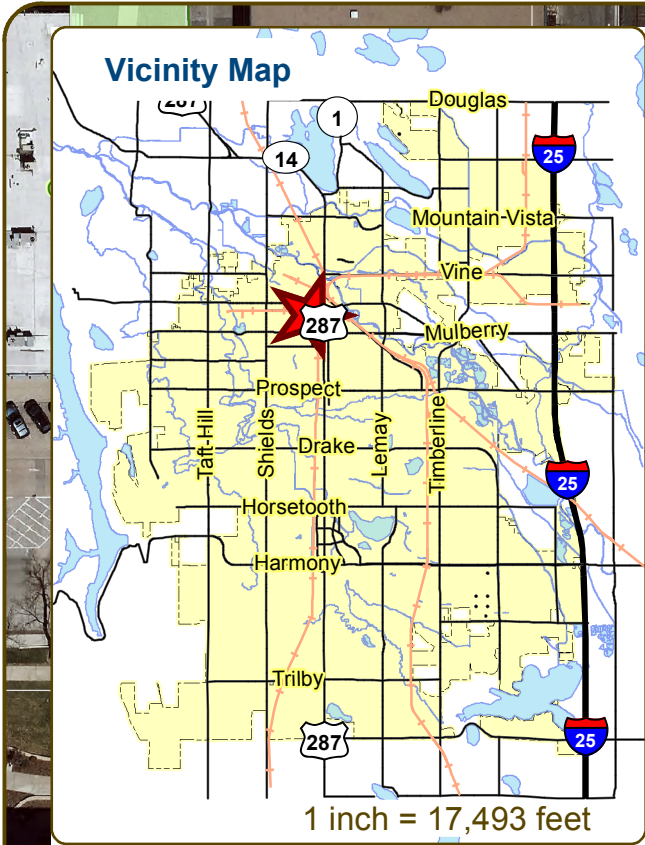 Vicinity Map
287
1
Douglas
14
25
Mountain-Vista
Vine
287
Mulberry
Prospect
Taft-Hill
Shields
Drake
Lemay
Timberline
25
Horsetooth
Harmony
Trilby
287
25
1 inch = 17,493 feet